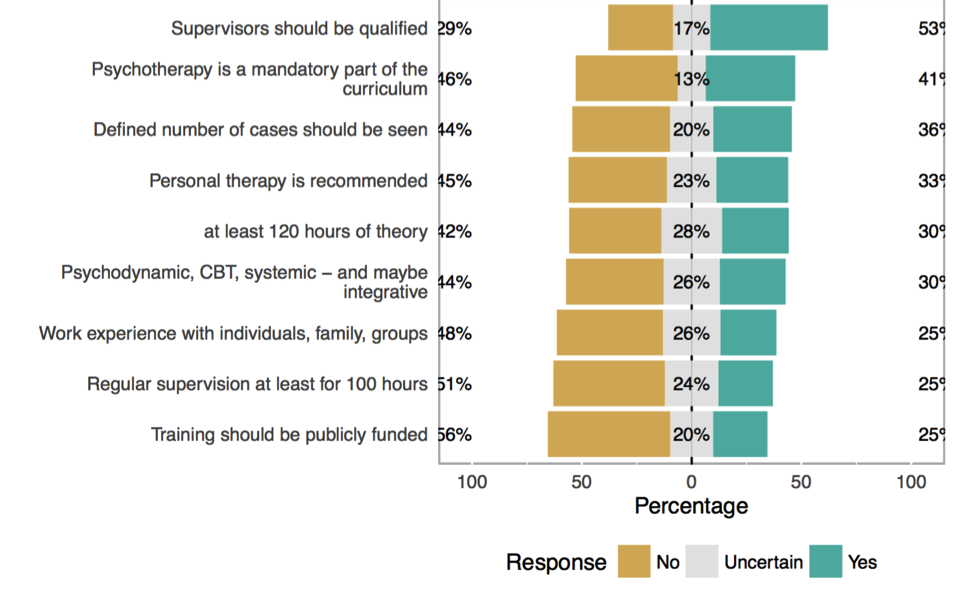 Supervisors should be qualified 29% 17% 53%
Psychotherapy is a mandatory part of the
curriculum 46% 13% 41%
Defined number of cases should be seen 44% 20% 36%
Personal therapy is recommended 45% 23% 33%
at least 120 hours of theory 42% 28% 30%
Psychodynamic, CBT, systemic – and maybe
integrative 44% 26% 30%
Work experience with individuals, family, groups 48% 26% 25%
Regular supervision at least for 100 hours 51% 24% 25%
Training should be publicly funded 56% 20% 25%
100 50 0 50 100
Percentage
Response No Uncertain Yes